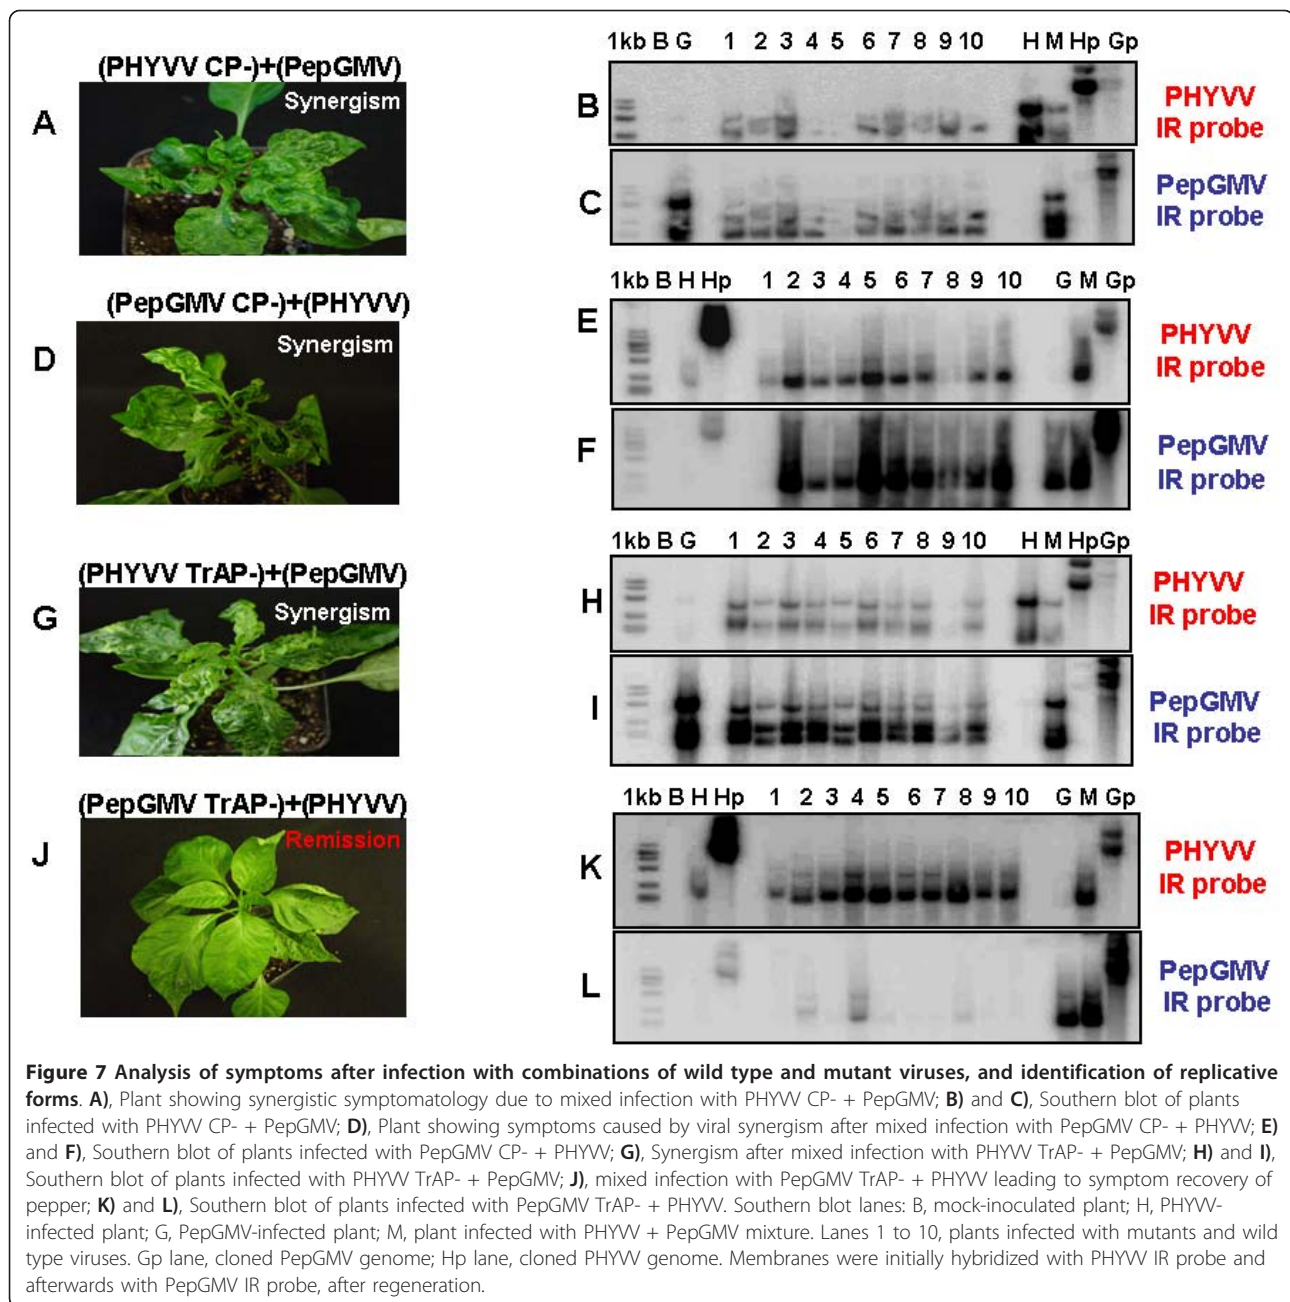 (PHYVV CP-)+(PepGMV)
Synergism
A
1kb B G 1 2 3 4 5 6 7 8 9 10 H M Hp Gp
B
PHYVV
IR probe
C
PepGMV
IR probe
(PepGMV CP-)+(PHYVV)
Synergism
D
1kb B H Hp 1 2 3 4 5 6 7 8 9 10 G M Gp
E
PHYVV
IR probe
F
PepGMV
IR probe
(PHYVV TrAP-)+(PepGMV)
Synergism
G
1kb B G 1 2 3 4 5 6 7 8 9 10 H M Hp Gp
H
PHYVV
IR probe
I
PepGMV
IR probe
(PepGMV TrAP-)+(PHYVV)
Remission
J
1kb B H Hp 1 2 3 4 5 6 7 8 9 10 G M Gp
K
PHYVV
IR probe
L
PepGMV
IR probe
Figure 7 Analysis of symptoms after infection with combinations of wild type and mutant viruses, and identification of replicative
forms. A), Plant showing synergistic symptomatology due to mixed infection with PHYVV CP- + PepGMV; B) and C), Southern blot of plants
infected with PHYVV CP- + PepGMV; D), Plant showing symptoms caused by viral synergism after mixed infection with PepGMV CP- + PHYVV; E)
and F), Southern blot of plants infected with PepGMV CP- + PHYVV; G), Synergism after mixed infection with PHYVV TrAP- + PepGMV; H) and I),
Southern blot of plants infected with PHYVV TrAP- + PepGMV; J), mixed infection with PepGMV TrAP- + PHYVV leading to symptom recovery of
pepper; K) and L), Southern blot of plants infected with PepGMV TrAP- + PHYVV. Southern blot lanes: B, mock-inoculated plant; H, PHYVV-
infected plant; G, PepGMV-infected plant; M, plant infected with PHYVV + PepGMV mixture. Lanes 1 to 10, plants infected with mutants and wild
type viruses. Gp lane, cloned PepGMV genome; Hp lane, cloned PHYVV genome. Membranes were initially hybridized with PHYVV IR probe and
afterwards with PepGMV IR probe, after regeneration.